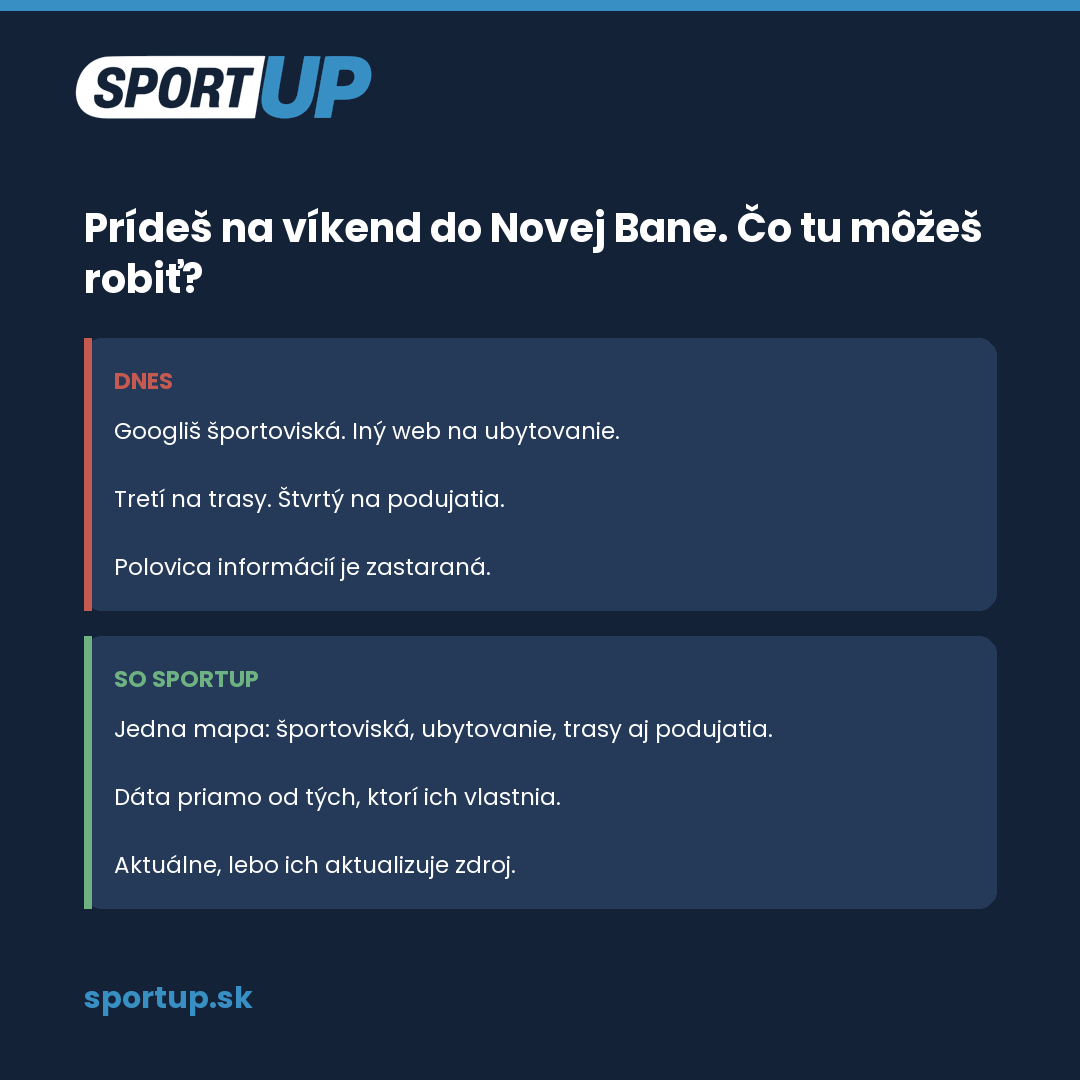 SPORTUP
Prídeš na víkend do Novej Bane. Čo tu môžeš
robiť?
DNES
Googliš športoviská. Iný web na ubytovanie.
Tretí na trasy. Štvrtý na podujatia.
Polovica informácií je zastaraná.
SO SPORTUP
Jedna mapa: športoviská, ubytovanie, trasy aj podujatia.
Dáta priamo od tých, ktorí ich vlastnia.
Aktuálne, lebo ich aktualizuje zdroj.
sportup.sk